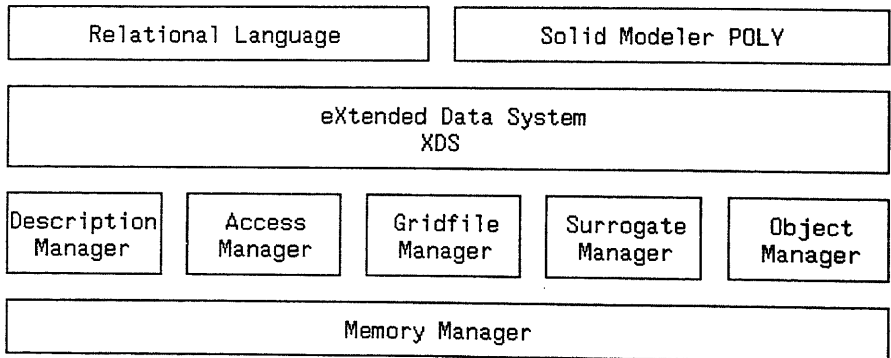 Relational Language
Solid Modeler POLY
eXtended Data System
XDS
Description
Manager
Access
Manager
Gridfile
Manager
Surrogate
Manager
Object
Manager
Memory Manager